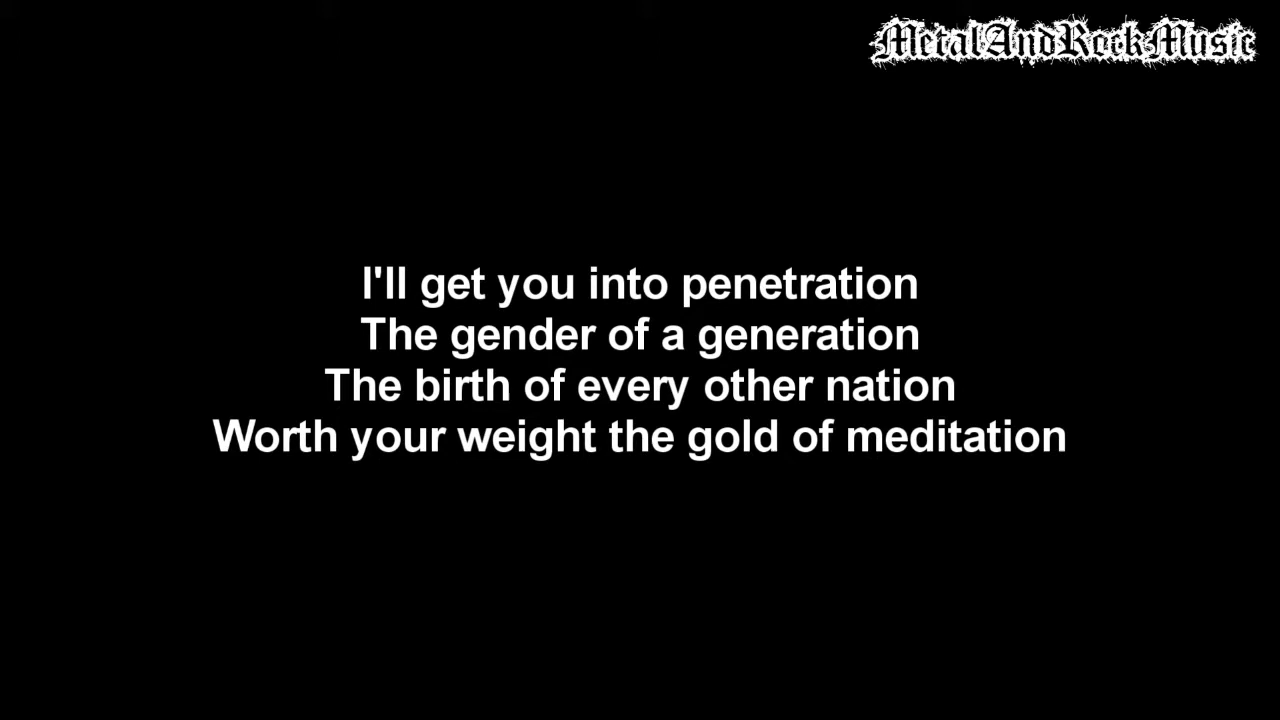 MetalAndRockMusic
I'll get you into penetration
The gender of a generation
The birth of every other nation
Worth your weight the gold of meditation